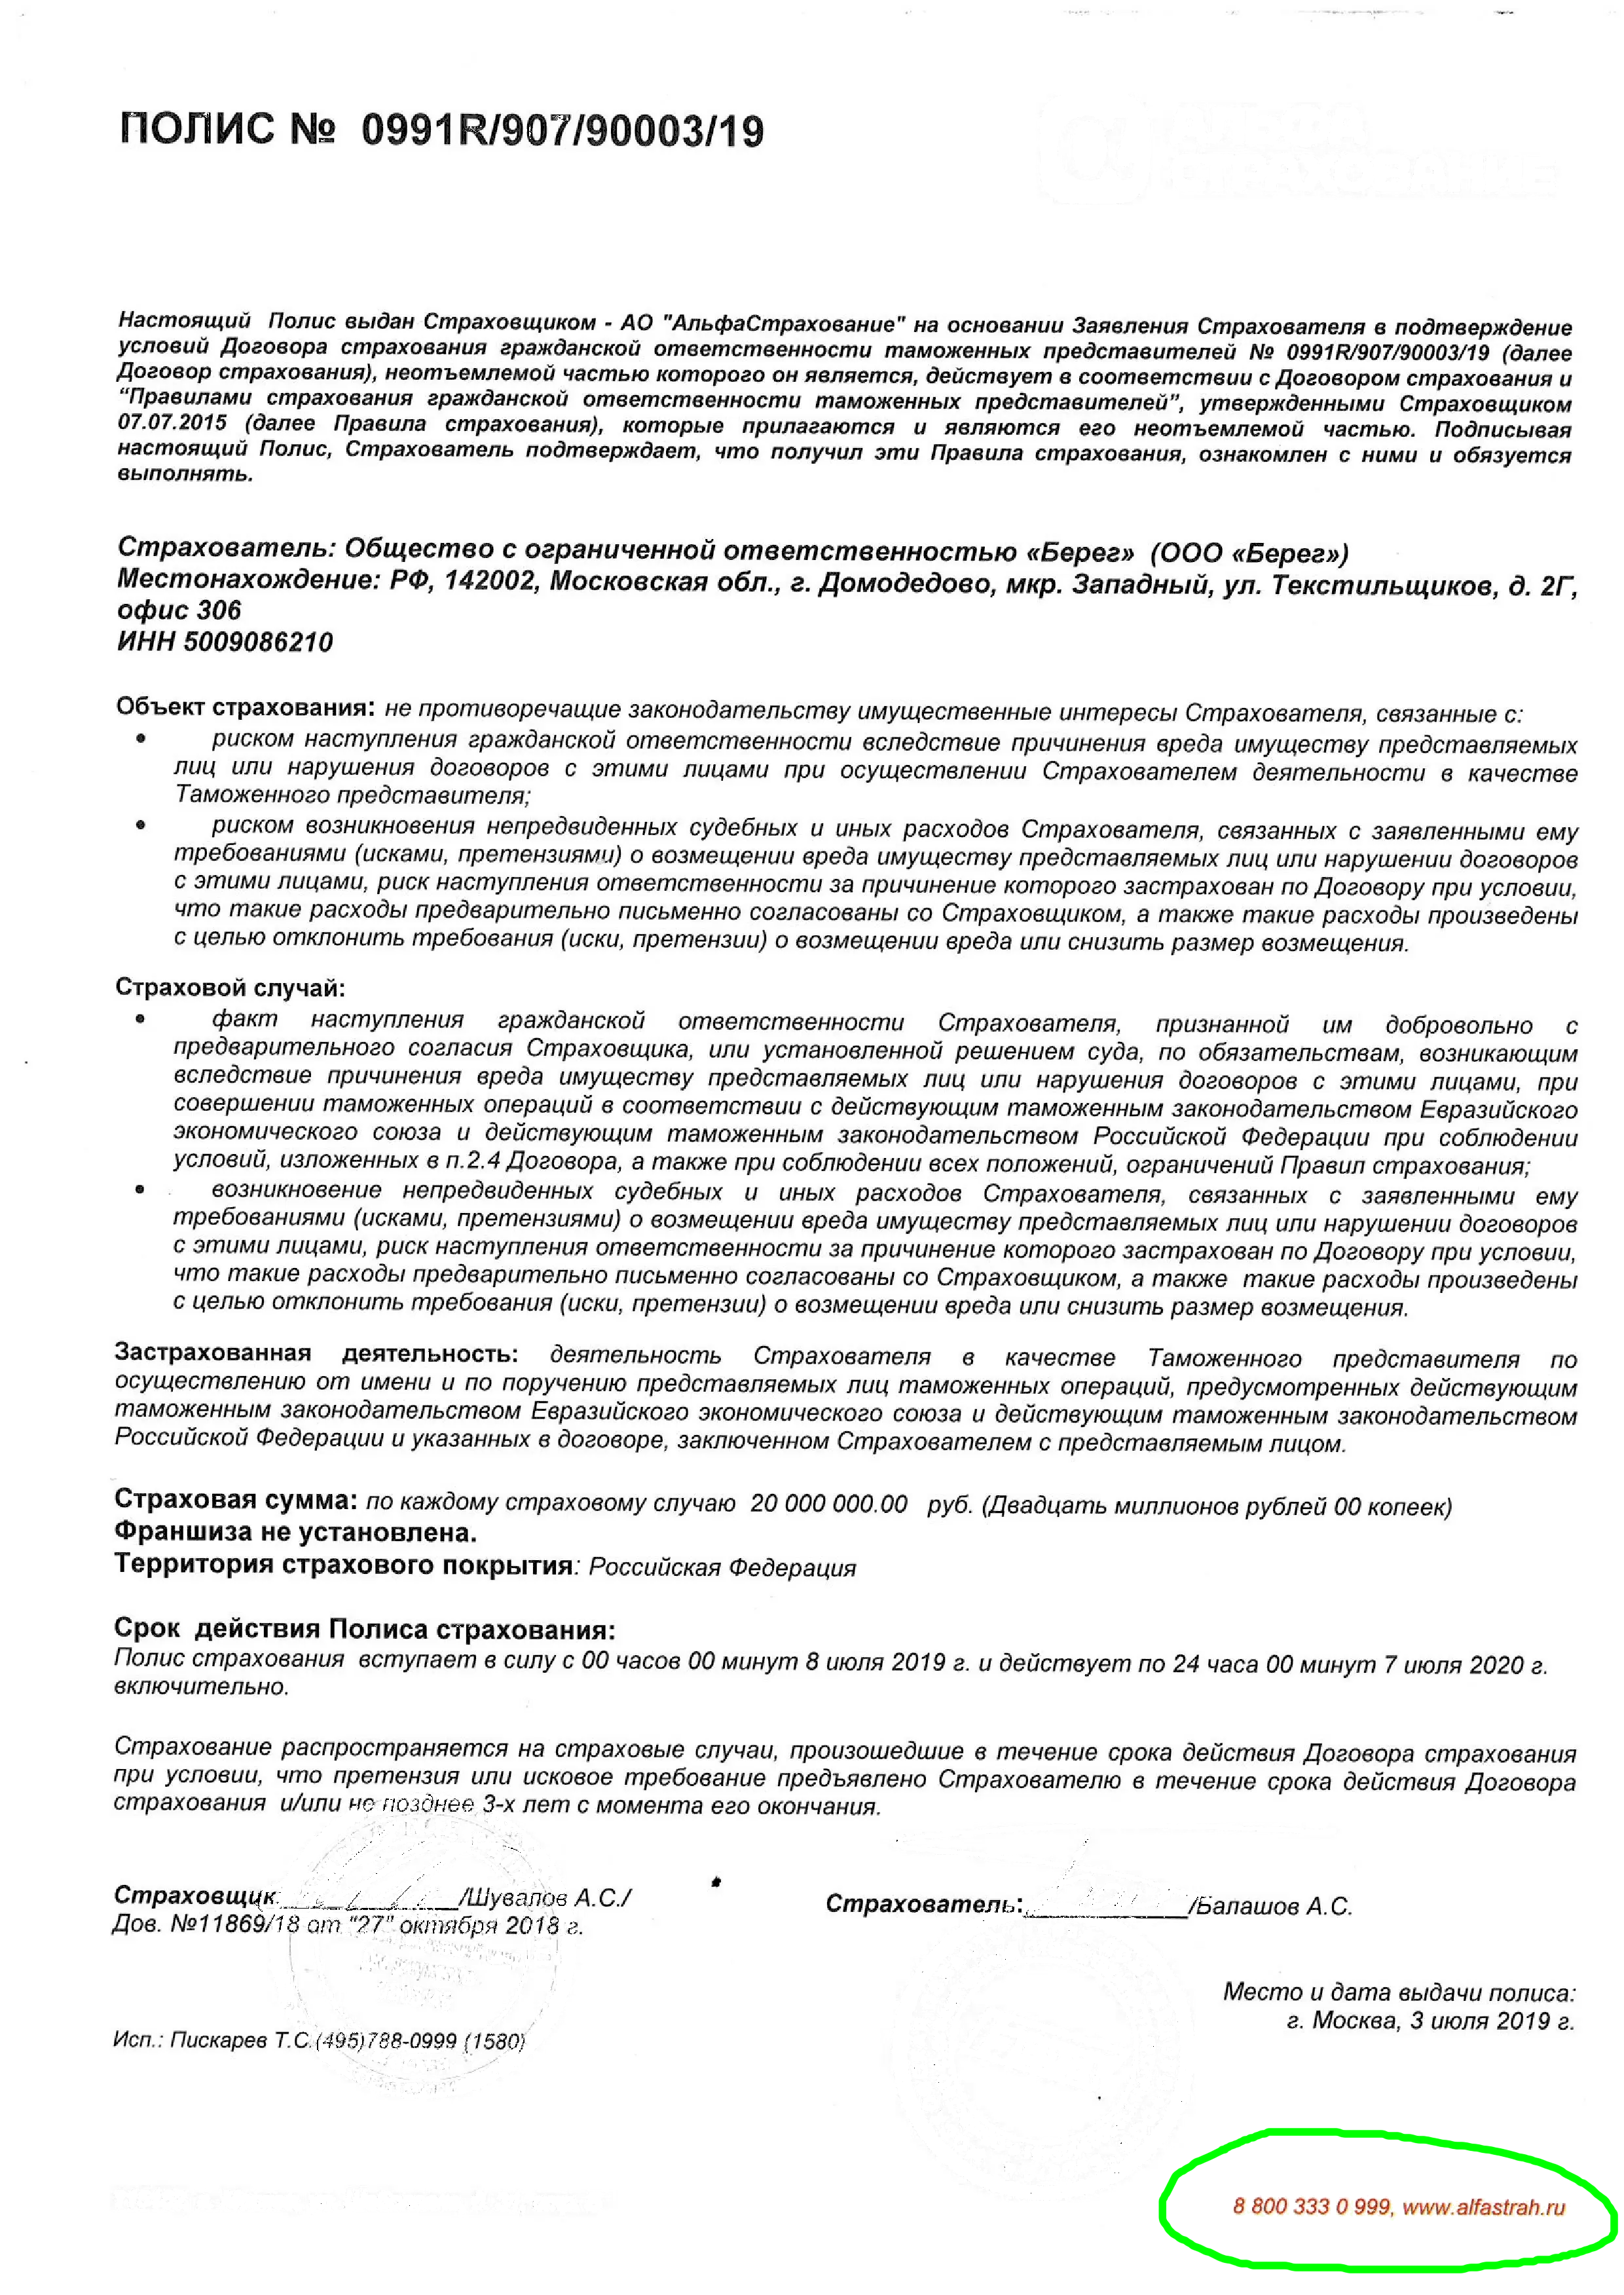 ПОЛИС № 0991R/907/90003/19
Настоящий Полис выдан Страховщиком - АО "АльфаСтрахование" на основании Заявления Страхователя в подтверждение
условий Договора страхования гражданской ответственности таможенных представителей № 0991R/907/90003/19 (далее
Договор страхования), неотъемлемой частью которого он является, действует в соответствии с Договором страхования и
“Правилами страхования гражданской ответственности таможенных представителей”, утвержденными Страховщиком
07.07.2015 (далее Правила страхования), которые прилагаются и являются его неотъемлемой частью. Подписывая
настоящий Полис, Страхователь подтверждает, что получил эти Правила страхования, ознакомлен с ними и обязуется
выполнять.
Страхователь: Общество с ограниченной ответственностью «Берег» (ООО «Берег»)
Местонахождение: РФ, 142002, Московская обл., г. Домодедово, мкр. Западный, ул. Текстильщиков, д. 2Г,
офис 306
ИНН 5009086210
Объект страхования: не противоречащие законодательству имущественные интересы Страхователя, связанные с:
• риском наступления гражданской ответственности вследствие причинения вреда имуществу представляемых
лиц или нарушения договоров с этими лицами при осуществлении Страхователем деятельности в качестве
Таможенного представителя;
• риском возникновения непредвиденных судебных и иных расходов Страхователя, связанных с заявленными ему
требованиями (исками, претензиями) о возмещении вреда имуществу представляемых лиц или нарушении договоров
с этими лицами, риск наступления ответственности за причинение которого застрахован по Договору при условии,
что такие расходы предварительно письменно согласованы со Страховщиком, а также такие расходы произведены
с целью отклонить требования (иски, претензии) о возмещении вреда или снизить размер возмещения.
Страховой случай:
• факт наступления гражданской ответственности Страхователя, признанной им добровольно с
предварительного согласия Страховщика, или установленной решением суда, по обязательствам, возникающим
вследствие причинения вреда имуществу представляемых лиц или нарушения договоров с этими лицами, при
совершении таможенных операций в соответствии с действующим таможенным законодательством Евразийского
экономического союза и действующим таможенным законодательством Российской Федерации при соблюдении
условий, изложенных в п.2.4 Договора, а также при соблюдении всех положений, ограничений Правил страхования;
• возникновение непредвиденных судебных и иных расходов Страхователя, связанных с заявленными ему
требованиями (исками, претензиями) о возмещении вреда имуществу представляемых лиц или нарушении договоров
с этими лицами, риск наступления ответственности за причинение которого застрахован по Договору при условии,
что такие расходы предварительно письменно согласованы со Страховщиком, а также такие расходы произведены
с целью отклонить требования (иски, претензии) о возмещении вреда или снизить размер возмещения.
Застрахованная деятельность: деятельность Страхователя в качестве Таможенного представителя по
осуществлению от имени и по поручению представляемых лиц таможенных операций, предусмотренных действующим
таможенным законодательством Евразийского экономического союза и действующим таможенным законодательством
Российской Федерации и указанных в договоре, заключенном Страхователем с представляемым лицом.
Страховая сумма: по каждому страховому случаю 20 000 000.00 руб. (Двадцать миллионов рублей 00 копеек)
Франшиза не установлена.
Территория страхового покрытия: Российская Федерация
Срок действия Полиса страхования:
Полис страхования вступает в силу с 00 часов 00 минут 8 июля 2019 г. и действует по 24 часа 00 минут 7 июля 2020 г.
включительно.
Страхование распространяется на страховые случаи, произошедшие в течение срока действия Договора страхования
при условии, что претензия или исковое требование предъявлено Страхователю в течение срока действия Договора
страхования и/или не позднее 3-х лет с момента его окончания.
Страховщик: /Шувалов А.С./
Дов. №11869/18 от "27" октября 2018 г.
Страхователь: /Балашов А.С.
Место и дата выдачи полиса:
г. Москва, 3 июля 2019 г.
Исп.: Пискарев Т.С.(495)788-0999 (1580)
8 800 333 0 999, www.alfastrah.ru